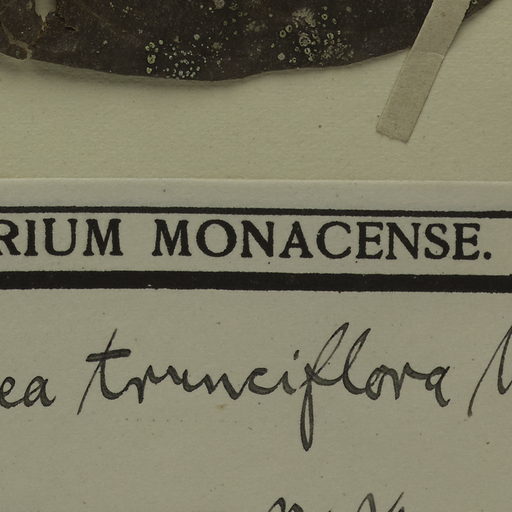 RIUM MONACENSE.
ea trunciflora